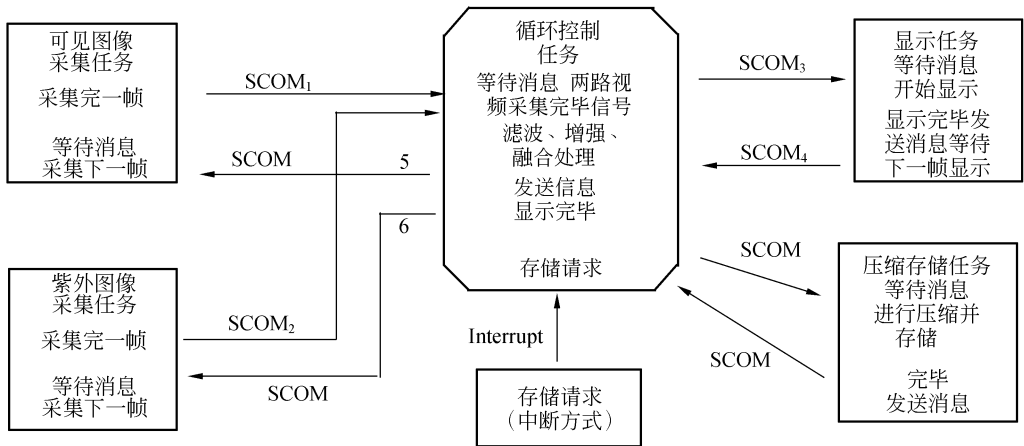 可见图像
采集任务
采集完一帧
等待消息
采集下一帧
SCOM₁
SCOM
5
6
紫外图像
采集任务
采集完一帧
等待消息
采集下一帧
SCOM₂
SCOM
循环控制
任务
等待消息 两路视
频采集完毕信号
滤波、增强、
融合处理
发送信息
显示完毕
存储请求
Interrupt
存储请求
（中断方式）
SCOM₃
SCOM₄
显示任务
等待消息
开始显示
显示完毕发
送消息等待
下一帧显示
SCOM
SCOM
压缩存储任务
等待消息
进行压缩并
存储
完毕
发送消息